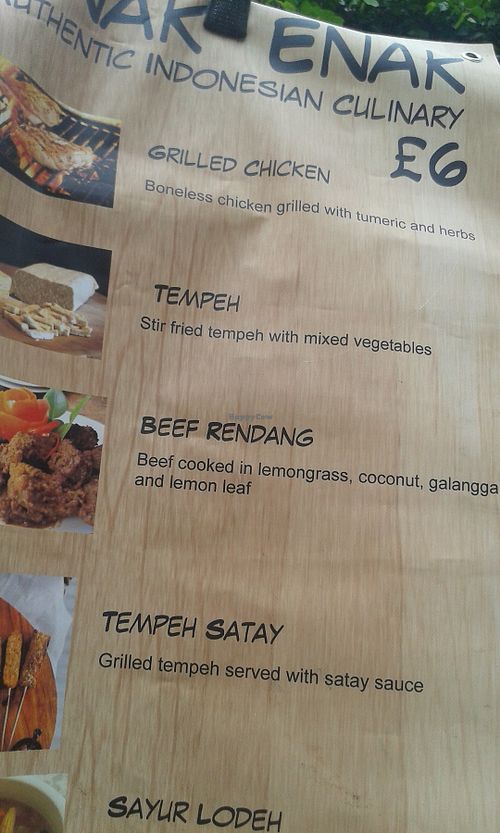 ENAK ENAK
AUTHENTIC INDONESIAN CULINARY
£6
GRILLED CHICKEN
Boneless chicken grilled with tumeric and herbs
TEMPEH
Stir fried tempeh with mixed vegetables
HappyCow
BEEF RENDANG
Beef cooked in lemongrass, coconut, galangga
and lemon leaf
TEMPEH SATAY
Grilled tempeh served with satay sauce
SAYUR LODEH